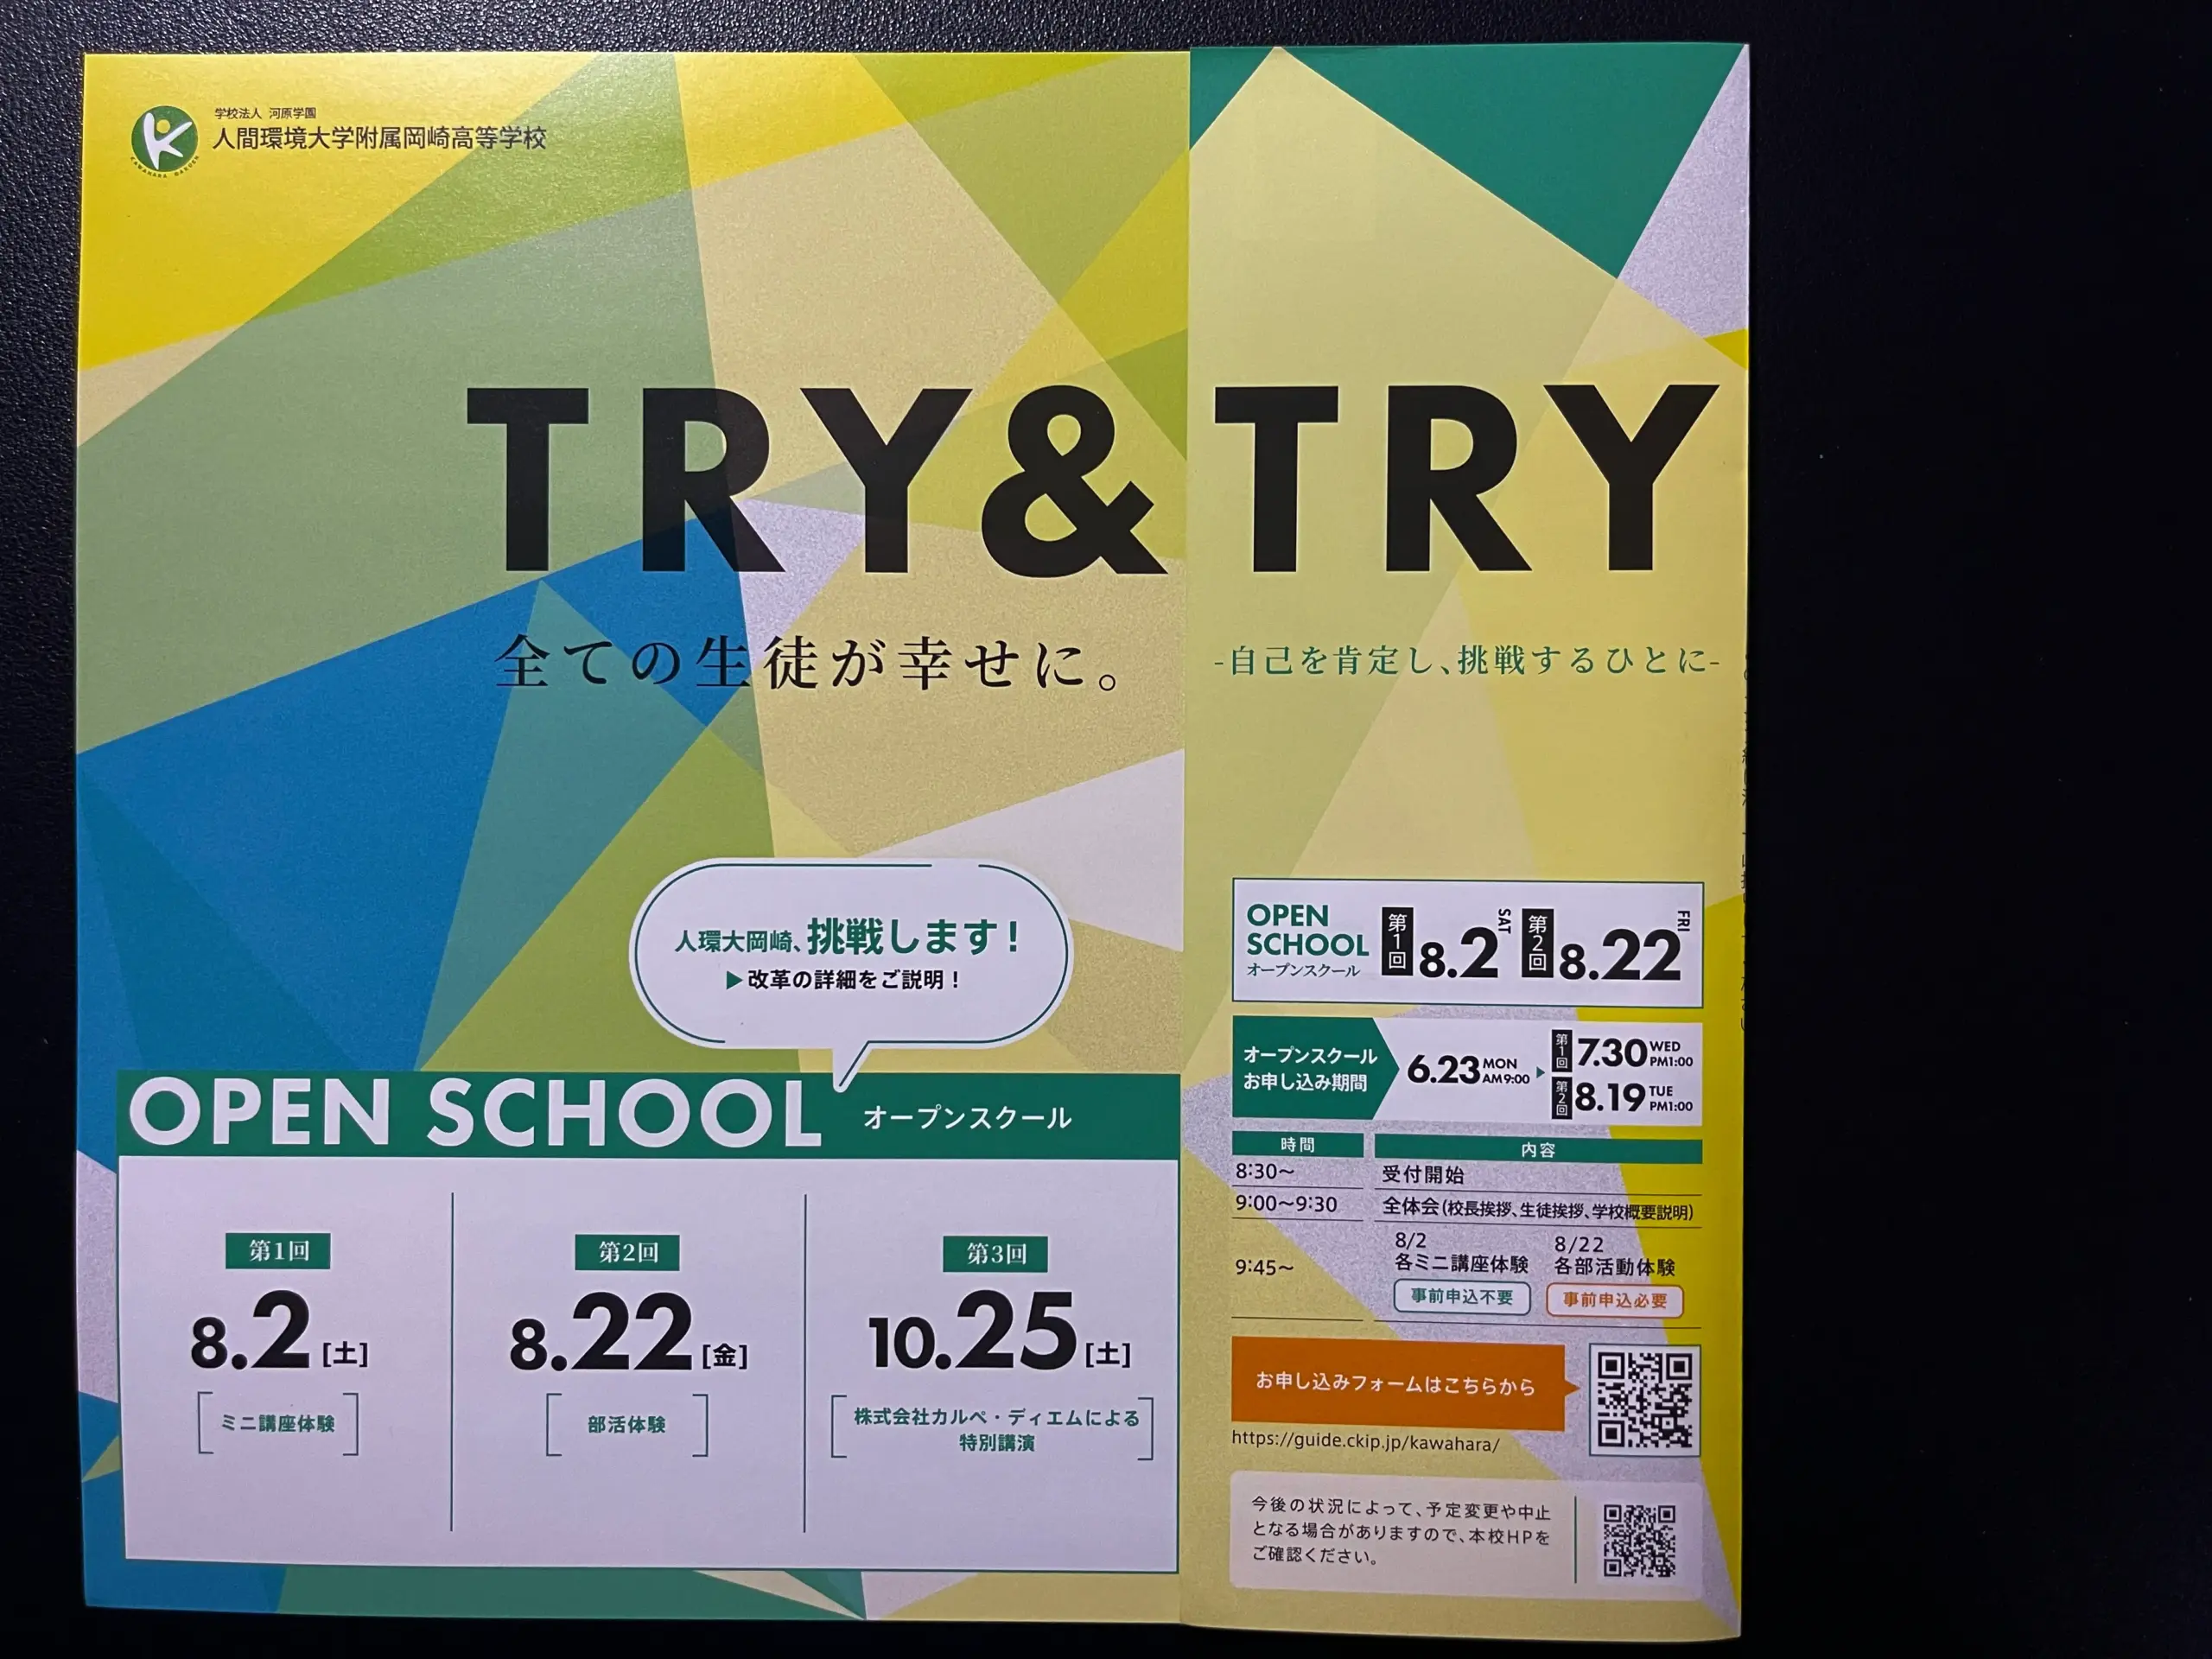 学校法人 河原学園
人間環境大学附属岡崎高等学校
TRY&TRY
全ての生徒が幸せに。
-自己を肯定し、挑戦するひとに-
人環大岡崎、挑戦します!
▶改革の詳細をご説明!
OPEN SCHOOL オープンスクール
第1回
8.2[土]
ミニ講座体験
第2回
8.22[金]
部活体験
第3回
10.25[土]
株式会社カルペ・ディエムによる
特別講演
OPEN
SCHOOL
オープンスクール
第1回 8.2 SAT 第2回 8.22 FRI
オープンスクール
お申し込み期間
6.23 MON AM9:00 ▶
第1回 7.30 WED PM1:00
第2回 8.19 TUE PM1:00
時間 内容
8:30〜 受付開始
9:00〜9:30 全体会(校長挨拶、生徒挨拶、学校概要説明)
9:45〜
8/2
各ミニ講座体験
事前申込不要
8/22
各部活動体験
事前申込必要
お申し込みフォームはこちらから
https://guide.ckip.jp/kawahara/
今後の状況によって、予定変更や中止
となる場合がありますので、本校HPを
ご確認ください。